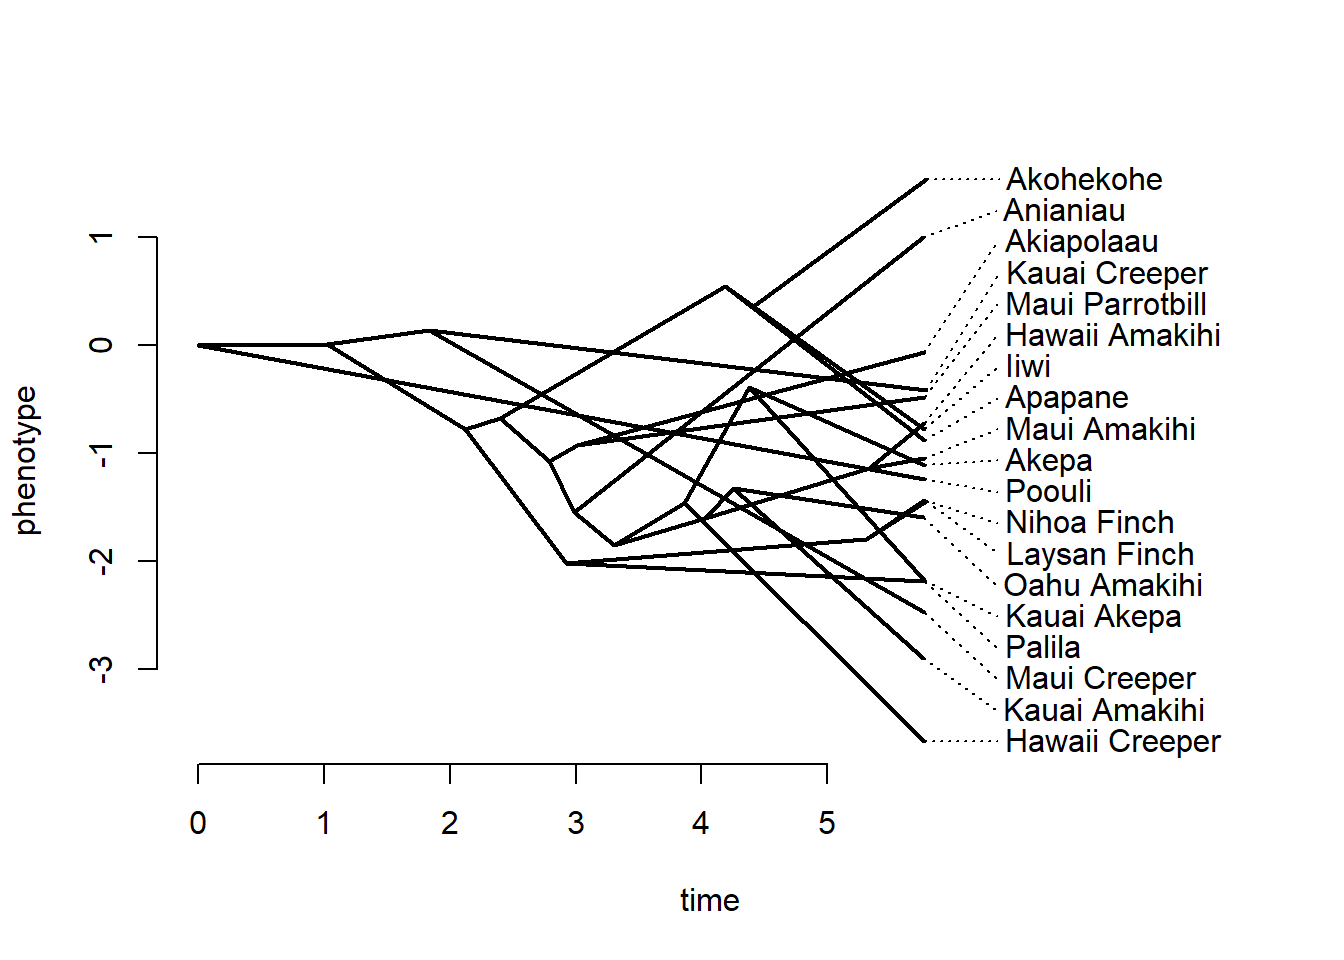 Akohekohe
Anianiau
Akiapolaau
Kauai Creeper
Maui Parrotbill
Hawaii Amakihi
Iiwi
Apapane
Maui Amakihi
Akepa
Poouli
Nihoa Finch
Laysan Finch
Oahu Amakihi
Kauai Akepa
Palila
Maui Creeper
Kauai Amakihi
Hawaii Creeper
phenotype
1
0
-1
-2
-3
0 1 2 3 4 5
time